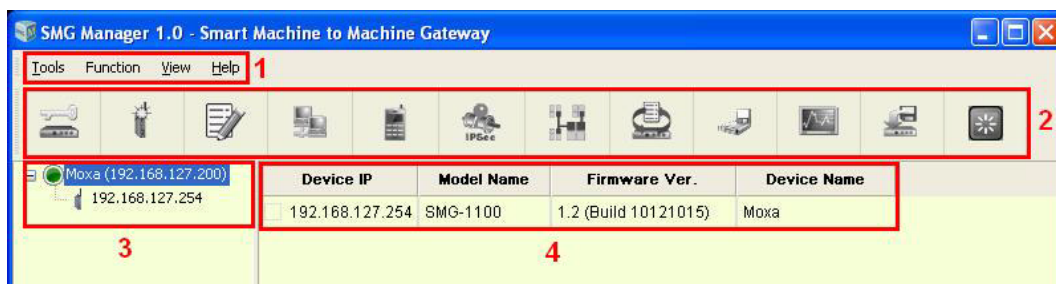 SMG Manager 1.0 - Smart Machine to Machine Gateway
Tools Function View Help 1
IPSec
2
Moxa (192.168.127.200)
192.168.127.254
3
Device IP Model Name Firmware Ver. Device Name
192.168.127.254 SMG-1100 1.2 (Build 10121015) Moxa
4